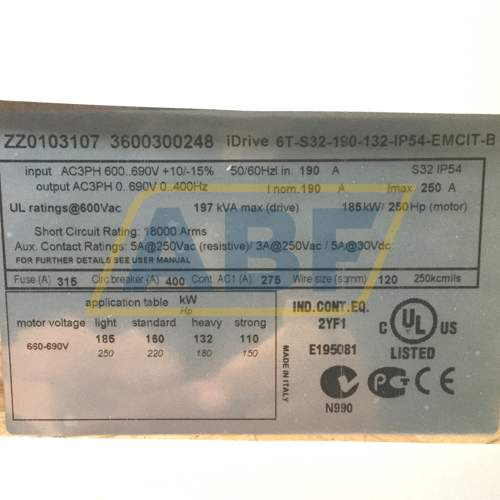 ZZ0103107 3600300248 iDrive 6T-S32-190-132-IP54-EMCIT-B
input AC3PH 600..690V +10/-15% 50/60Hz I in. 190 A S32 IP54
output AC3PH 0..690V 0..400Hz I nom. 190 A Imax 250 A
UL ratings@600Vac 197 kVA max (drive) 185kW/ 250Hp (motor)
Short Circuit Rating: 18000 Arms
Aux. Contact Ratings: 5A@250Vac (resistive)/ 3A@250Vac / 5A@30Vdc
FOR FURTHER DETAILS SEE USER MANUAL
Fuse (A) 315 Circ breaker (A) 400 Cont. AC1 (A) 275 Wire size (sqmm) 120 250kcmils
application table kW
Hp
motor voltage light standard heavy strong
660-690V 185 160 132 110
250 220 180 150
MADE IN ITALY
IND.CONT.EQ.
2YF1
E195081
C UL US
LISTED
N990
PGC
CE
ABF